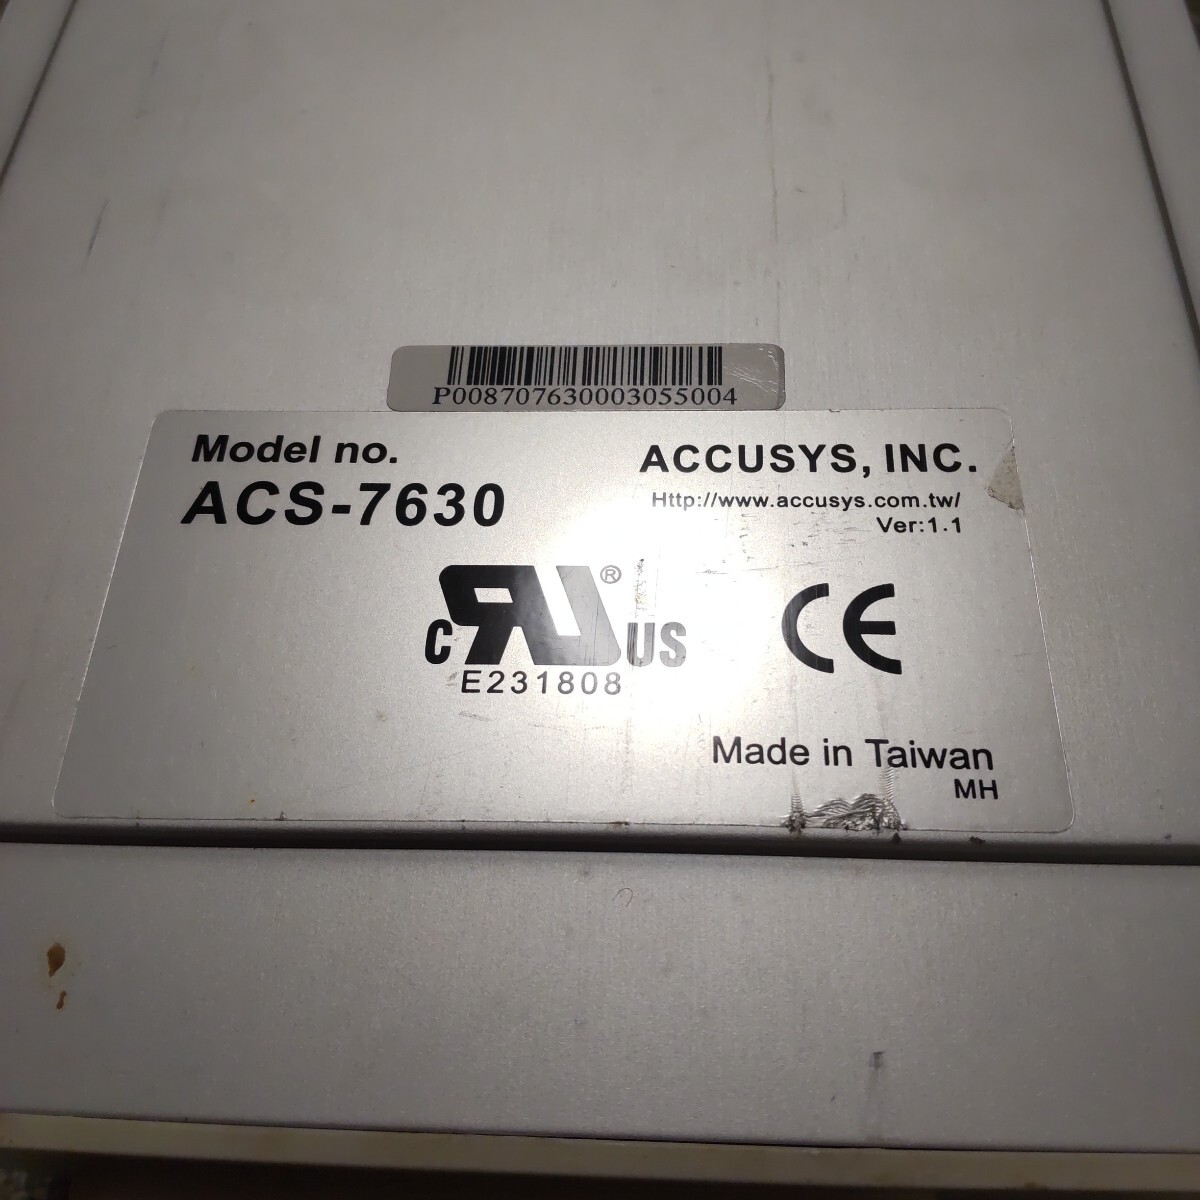 P008707630003055004
Model no.
ACS-7630
ACCUSYS, INC.
Http://www.accusys.com.tw/
Ver:1.1
C RU ® US
E231808
CE
Made in Taiwan
MH